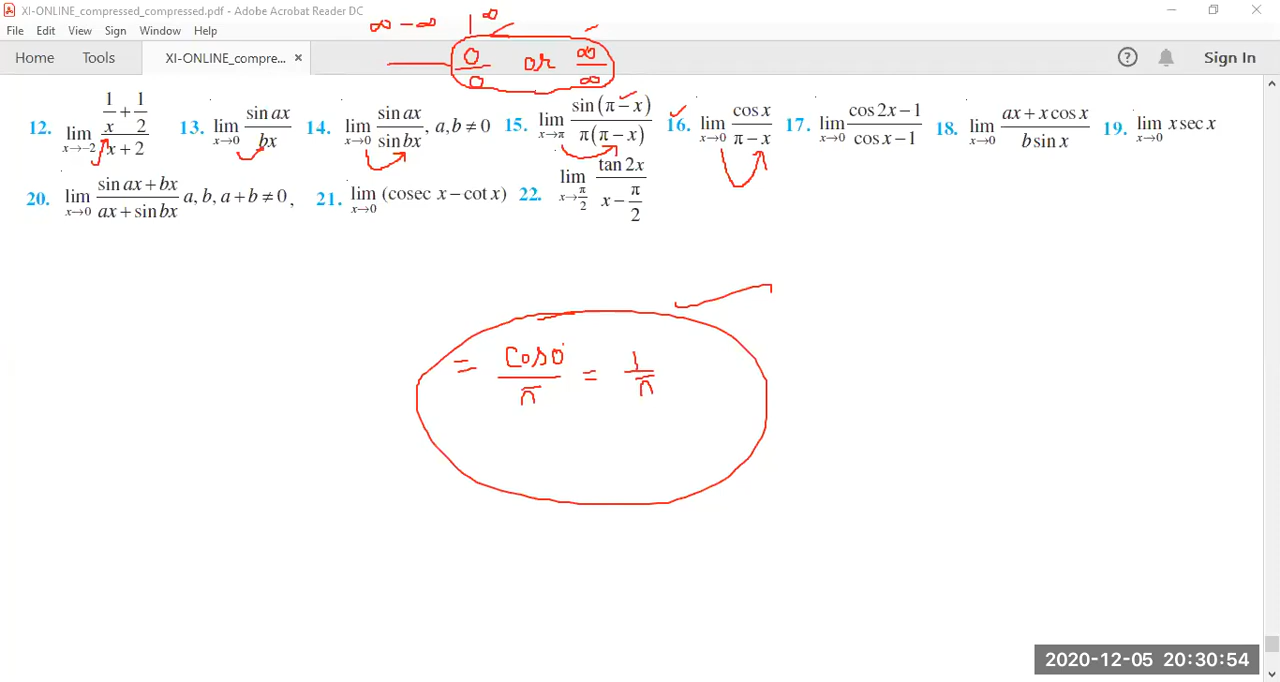 XI-ONLINE_compressed_compressed.pdf - Adobe Acrobat Reader DC
File Edit View Sign Window Help
Home Tools XI-ONLINE_compre... × ? Sign In
∞ - ∞ 1^∞
0/0 or ∞/∞
12. lim x→-2 (1/x + 1/2)/(x+2) 13. lim x→0 sin ax/bx 14. lim x→0 sin ax/sin bx, a, b ≠ 0 15. lim x→π sin(π−x)/π(π−x) 16. lim x→0 cos x/π−x 17. lim x→0 cos 2x−1/cos x−1 18. lim x→0 ax + x cos x/b sin x 19. lim x→0 x sec x
20. lim x→0 sin ax + bx/ax + sin bx a, b, a + b ≠ 0, 21. lim x→0 (cosec x − cot x) 22. lim x→π/2 tan 2x/x − π/2
= cos0/π = 1/π
2020-12-05 20:30:54